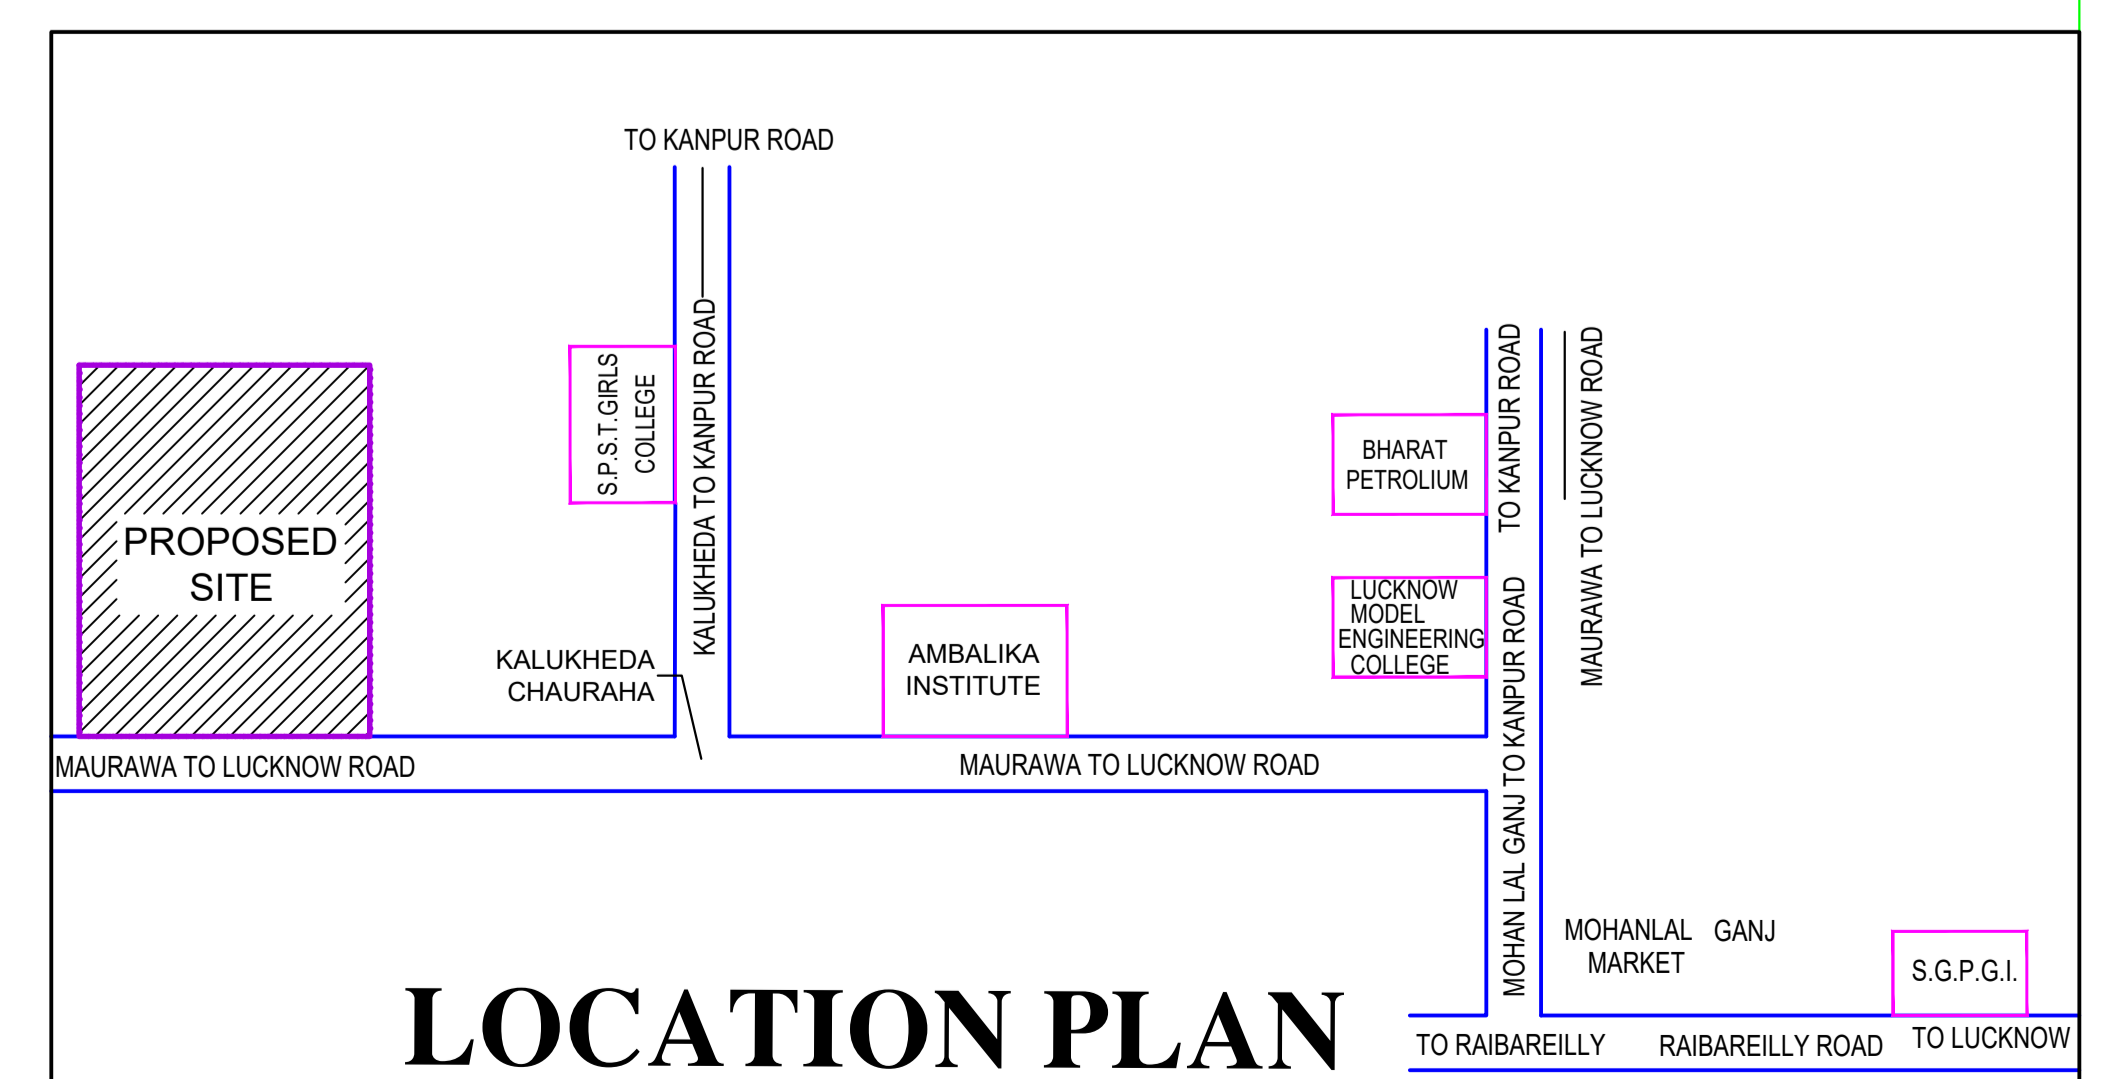 TO KANPUR ROAD
KALUKHEDA TO KANPUR ROAD
S.P.S.T.GIRLS
COLLEGE
PROPOSED
SITE
KALUKHEDA
CHAURAHA
AMBALIKA
INSTITUTE
BHARAT
PETROLIUM
LUCKNOW
MODEL
ENGINEERING
COLLEGE
TO KANPUR ROAD
MAURAWA TO LUCKNOW ROAD
MOHAN LAL GANJ TO KANPUR ROAD
MAURAWA TO LUCKNOW ROAD
MAURAWA TO LUCKNOW ROAD
MOHANLAL GANJ
MARKET
S.G.P.G.I.
LOCATION PLAN
TO RAIBAREILLY
RAIBAREILLY ROAD
TO LUCKNOW